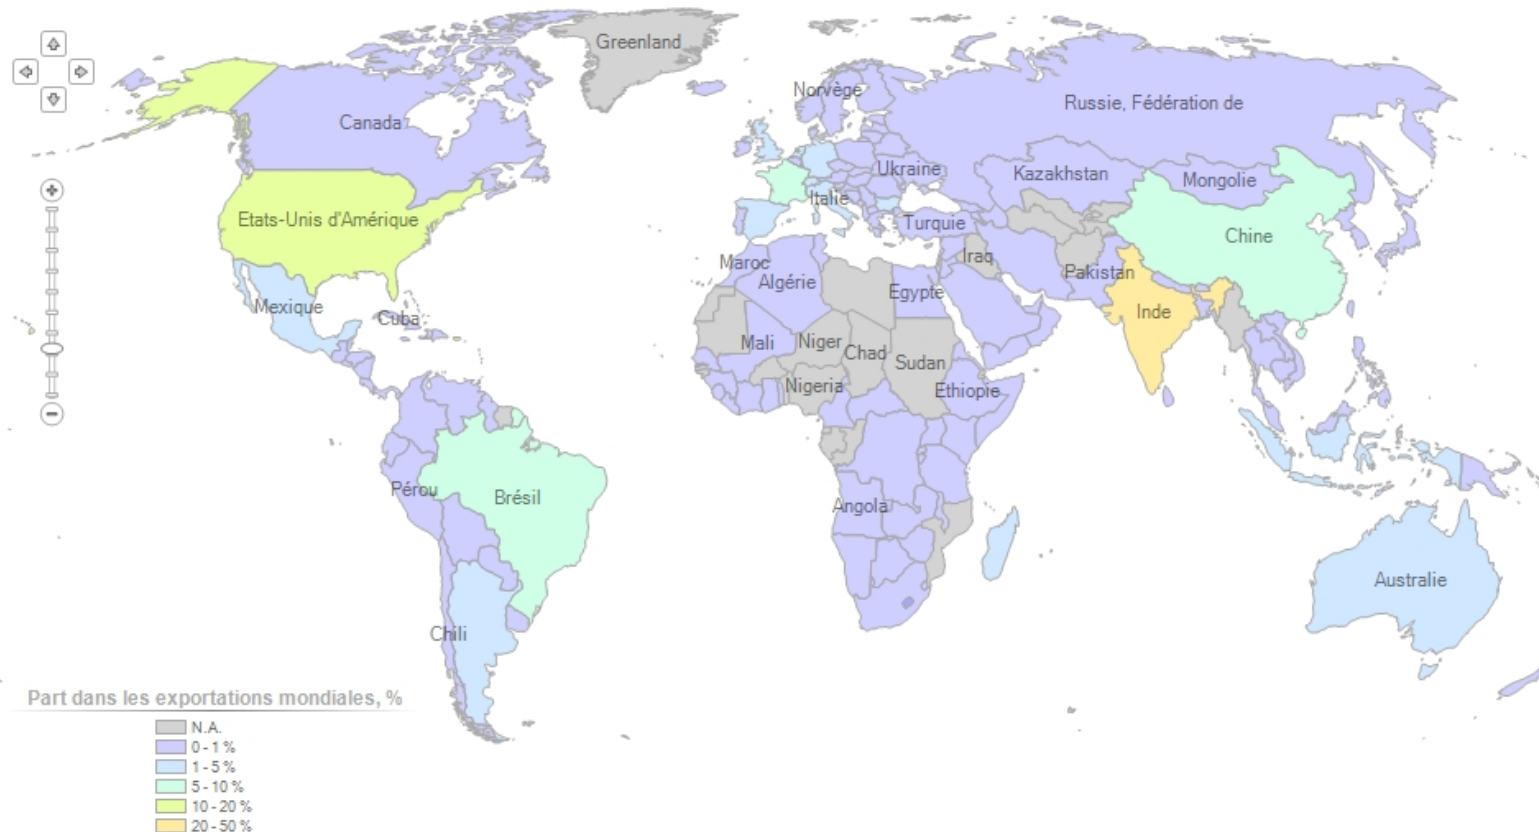 Greenland
Norvège
Russie, Fédération de
Canada
Ukraine
Kazakhstan
Mongolie
Italie
Etats-Unis d'Amérique
Turquie
Chine
Maroc
Iraq
Pakistan
Algérie
Egypte
Mexique
Cuba
Inde
Mali
Niger
Chad
Sudan
Nigeria
Ethiopie
Pérou
Brésil
Angola
Australie
Chili
Part dans les exportations mondiales, %
N.A.
0 - 1 %
1 - 5 %
5 - 10 %
10 - 20 %
20 - 50 %